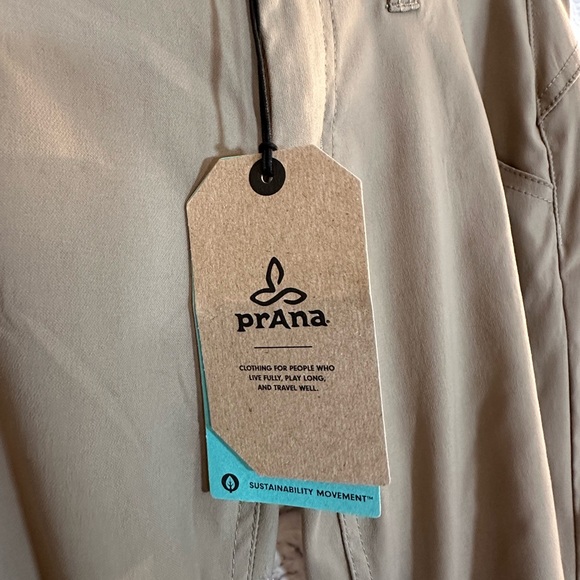 prAna
CLOTHING FOR PEOPLE WHO
LIVE FULLY, PLAY LONG,
AND TRAVEL WELL.
SUSTAINABILITY MOVEMENT™